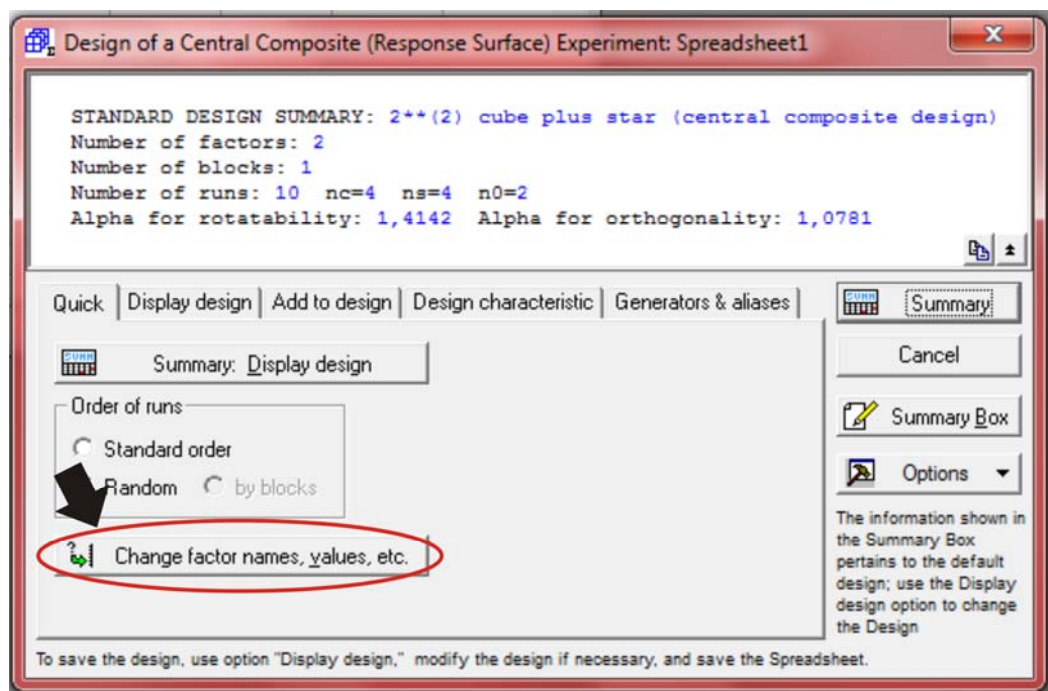 Design of a Central Composite (Response Surface) Experiment: Spreadsheet1
STANDARD DESIGN SUMMARY: 2**(2) cube plus star (central composite design)
Number of factors: 2
Number of blocks: 1
Number of runs: 10 nc=4 ns=4 n0=2
Alpha for rotatability: 1,4142 Alpha for orthogonality: 1,0781
Quick Display design Add to design Design characteristic Generators & aliases
Summary: Display design
Order of runs
Standard order
Random by blocks
Change factor names, values, etc.
Summary
Cancel
Summary Box
Options
The information shown in
the Summary Box
pertains to the default
design; use the Display
design option to change
the Design
To save the design, use option "Display design," modify the design if necessary, and save the Spreadsheet.